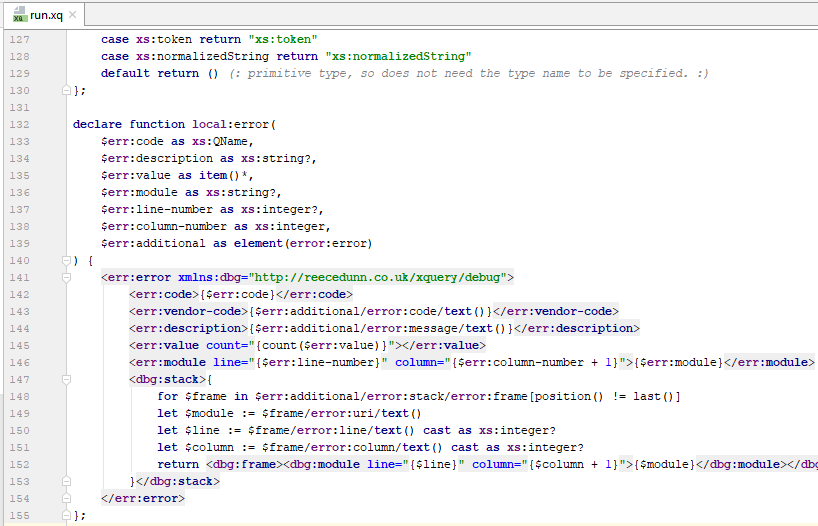 run.xq
127 case xs:token return "xs:token"
128 case xs:normalizedString return "xs:normalizedString"
129 default return () (: primitive type, so does not need the type name to be specified. :)
130 };
131
132 declare function local:error(
133 $err:code as xs:QName,
134 $err:description as xs:string?,
135 $err:value as item()*,
136 $err:module as xs:string?,
137 $err:line-number as xs:integer?,
138 $err:column-number as xs:integer,
139 $err:additional as element(error:error)
140 ) {
141 <err:error xmlns:dbg="http://reecedunn.co.uk/xquery/debug">
142 <err:code>{$err:code}</err:code>
143 <err:vendor-code>{$err:additional/error:code/text()}</err:vendor-code>
144 <err:description>{$err:additional/error:message/text()}</err:description>
145 <err:value count="{count($err:value)}"></err:value>
146 <err:module line="{$err:line-number}" column="{$err:column-number + 1}">{$err:module}</err:module>
147 <dbg:stack>{
148 for $frame in $err:additional/error:stack/error:frame[position() != last()]
149 let $module := $frame/error:uri/text()
150 let $line := $frame/error:line/text() cast as xs:integer?
151 let $column := $frame/error:column/text() cast as xs:integer?
152 return <dbg:frame><dbg:module line="{$line}" column="{$column + 1}">{$module}</dbg:module></dbg
153 }</dbg:stack>
154 </err:error>
155 };